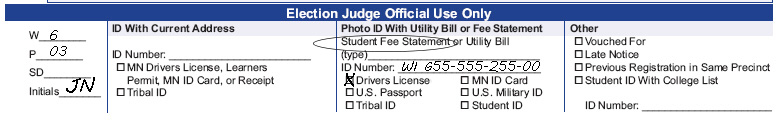 Election Judge Official Use Only
W 6
P 03
SD
Initials JN
ID With Current Address
ID Number:
MN Drivers License, Learners
Permit, MN ID Card, or Receipt
Tribal ID
Photo ID With Utility Bill or Fee Statement
Student Fee Statement or Utility Bill
(type)
ID Number: WI 655-555-255-00
Drivers License
MN ID Card
U.S. Passport
U.S. Military ID
Tribal ID
Student ID
Other
Vouched For
Late Notice
Previous Registration in Same Precinct
Student ID With College List
ID Number: